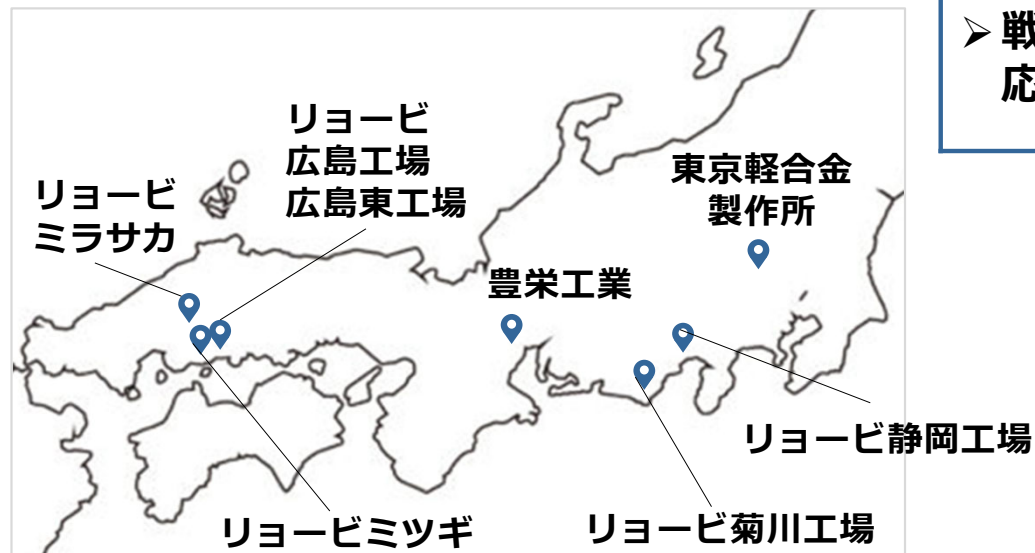 ➢ 戦
応
リョービ
広島工場
広島東工場
リョービ
ミラサカ
東京軽合金
製作所
豊栄工業
リョービ静岡工場
リョービミツギ
リョービ菊川工場